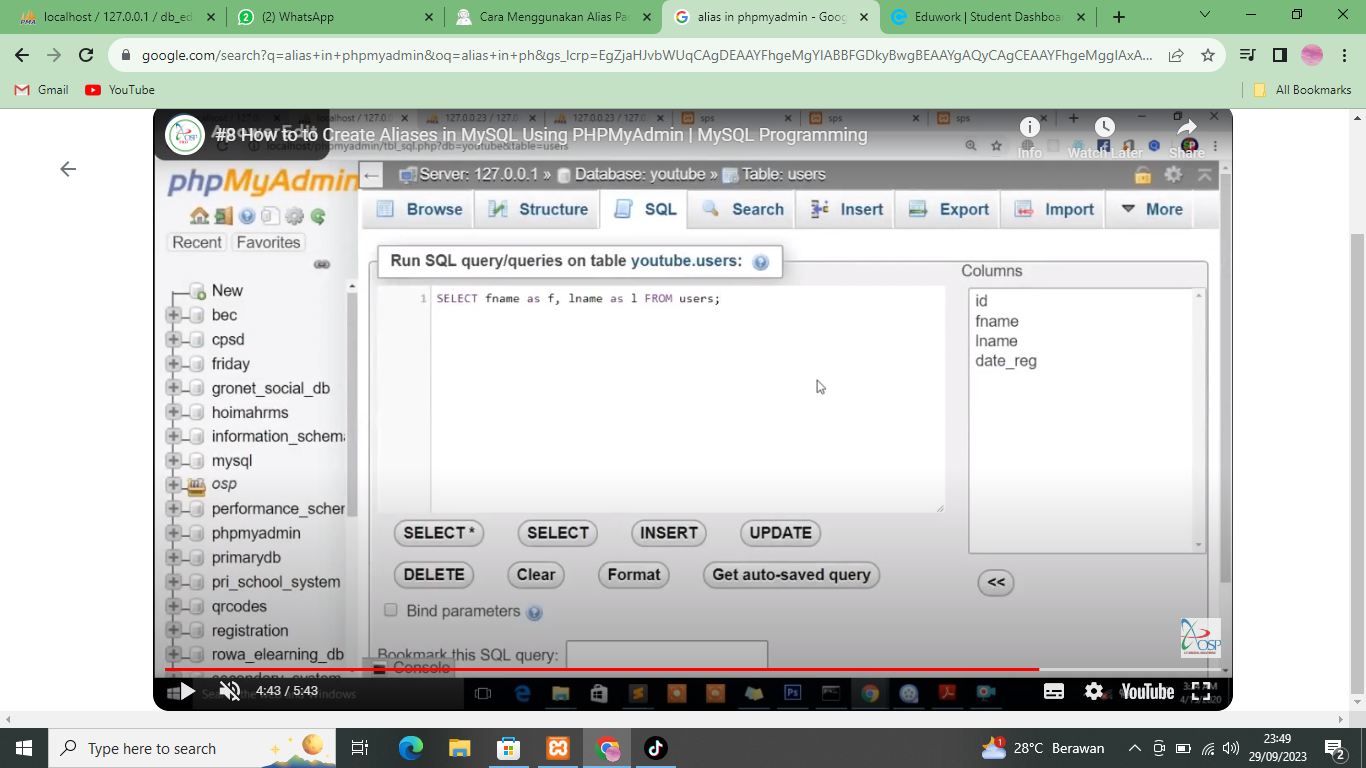 localhost / 127.0.0.1 / db_ed
(2) WhatsApp
Cara Menggunakan Alias Pa
alias in phpmyadmin - Goog
Eduwork | Student Dashboa
google.com/search?q=alias+in+phpmyadmin&oq=alias+in+ph&gs_lcrp=EgZjaHJvbWUqCAgDEAAYFhgeMgYIABBFGDkyBwgBEAAYgAQyCAgCEAAYFhgeMggIAxA...
Gmail
YouTube
All Bookmarks
127.0.0.23 / 127.0.0
127.0.0.23 / 127.0.0
sps
sps
sps
#8 How to to Create Aliases in MySQL Using PHPMyAdmin | MySQL Programming
localhost/phpmyadmin/tbl_sql.php?db=youtube&table=users
Info
Watch Later
Share
phpMyAdmin
Server: 127.0.0.1 » Database: youtube » Table: users
Browse
Structure
SQL
Search
Insert
Export
Import
More
Recent
Favorites
Run SQL query/queries on table youtube.users:
Columns
1
SELECT fname as f, lname as l FROM users;
id
fname
lname
date_reg
New
bec
cpsd
friday
gronet_social_db
hoimahrms
information_schema
mysql
osp
performance_scher
phpmyadmin
primarydb
pri_school_system
qrcodes
registration
rowa_elearning_db
SELECT *
SELECT
INSERT
UPDATE
DELETE
Clear
Format
Get auto-saved query
<<
Bind parameters
Bookmark this SQL query:
Console
OSP
4:43 / 5:43
YouTube
4/15/2020
Type here to search
28°C Berawan
23:49
29/09/2023
2